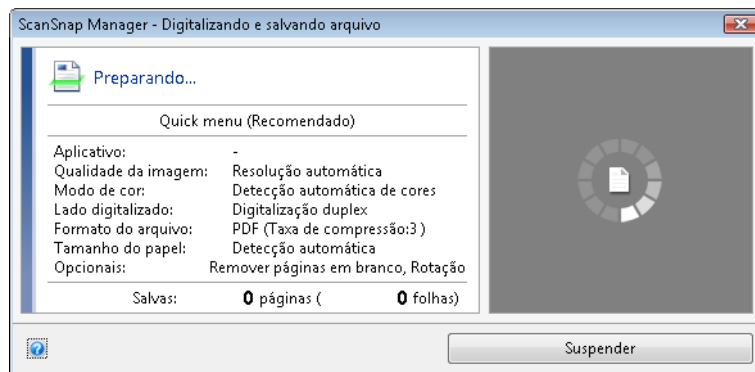 ScanSnap Manager - Digitalizando e salvando arquivo
Preparando...
Quick menu (Recomendado)
Aplicativo: -
Qualidade da imagem: Resolução automática
Modo de cor: Detecção automática de cores
Lado digitalizado: Digitalização duplex
Formato do arquivo: PDF (Taxa de compressão:3 )
Tamanho do papel: Detecção automática
Opcionais: Remover páginas em branco, Rotação
Salvas: 0 páginas ( 0 folhas)
Suspender